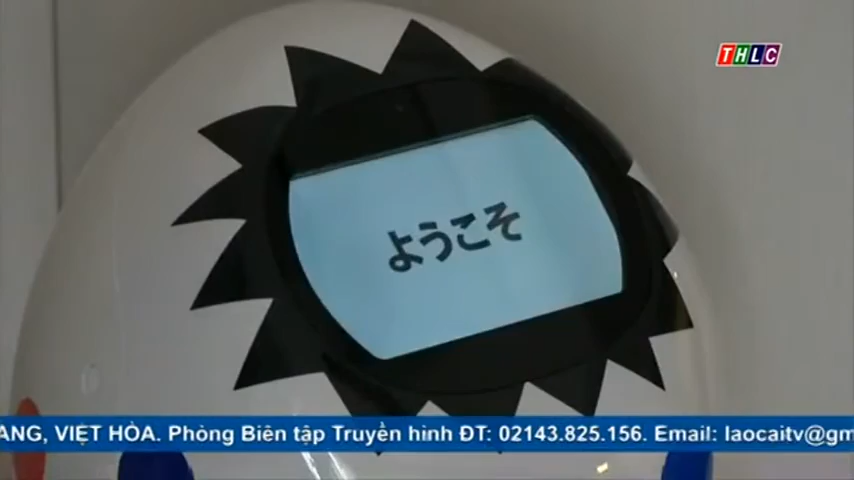 THLC
ようこそ
ANG, VIỆT HÒA. Phòng Biên tập Truyền hình ĐT: 02143.825.156. Email: laocaitv@gm